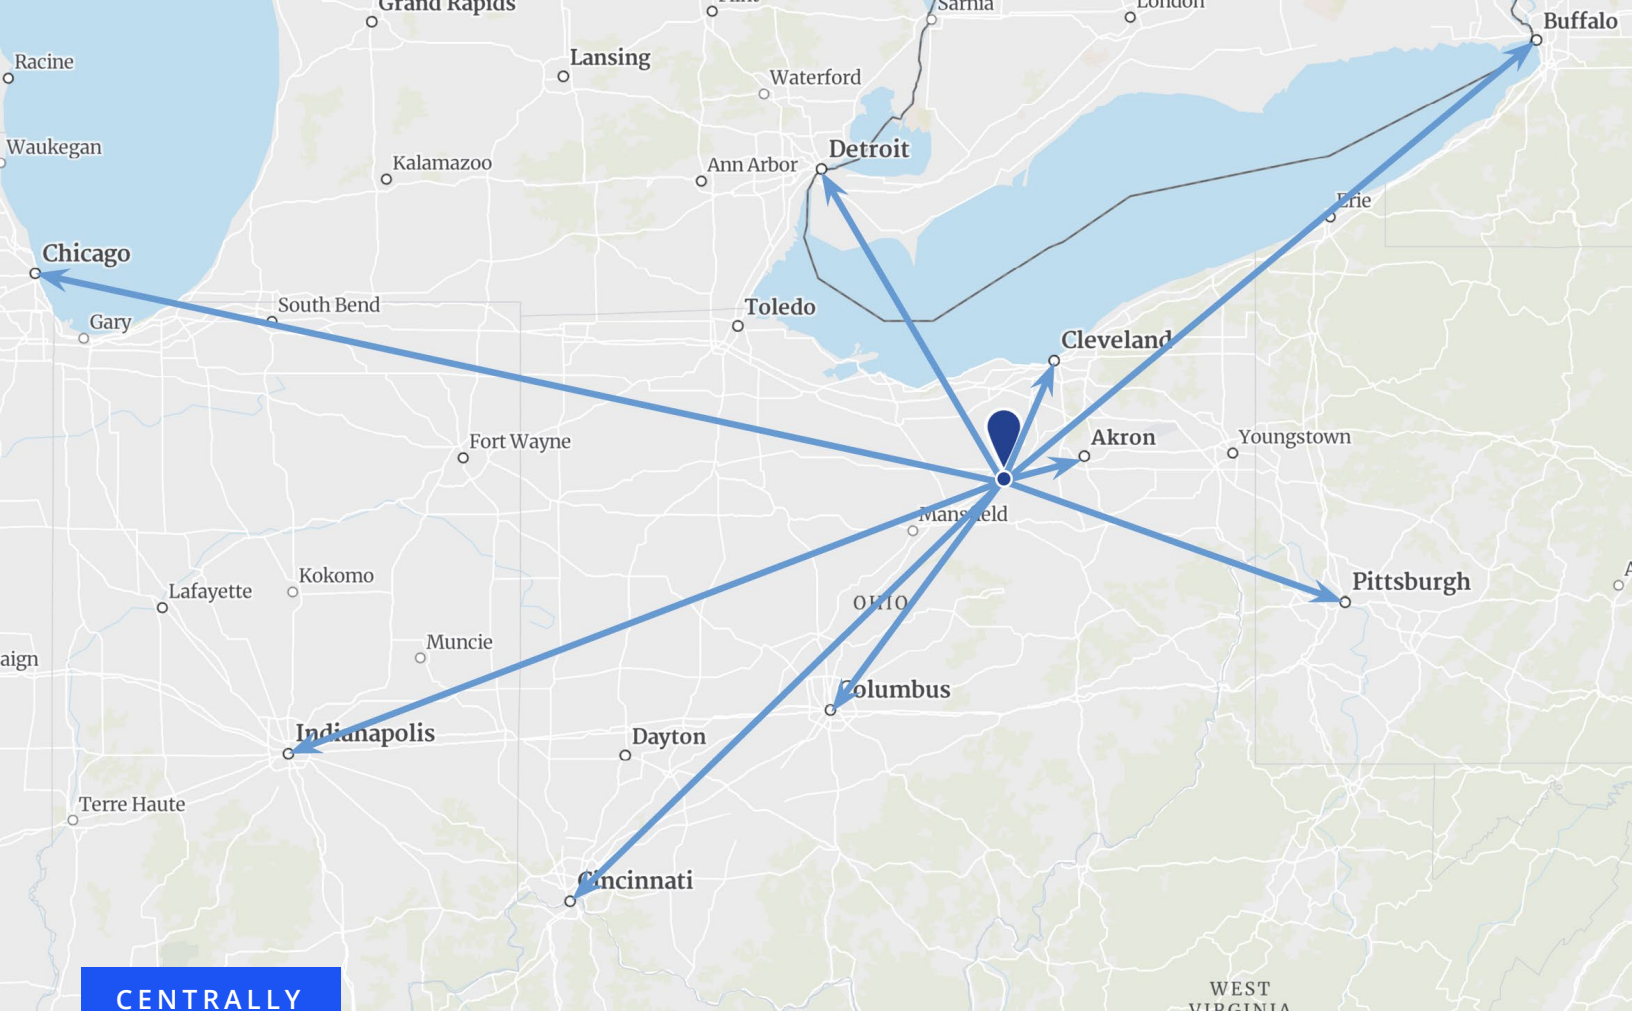 Grand Rapids
Sarnia
London
Buffalo
Racine
Lansing
Waterford
Waukegan
Detroit
Kalamazoo
Ann Arbor
Erie
Chicago
South Bend
Toledo
Gary
Cleveland
Fort Wayne
Akron
Youngstown
Mansfield
Kokomo
Lafayette
OHIO
Pittsburgh
Muncie
aign
Columbus
Indianapolis
Dayton
Terre Haute
Cincinnati
WEST
VIRGINIA
CENTRALLY